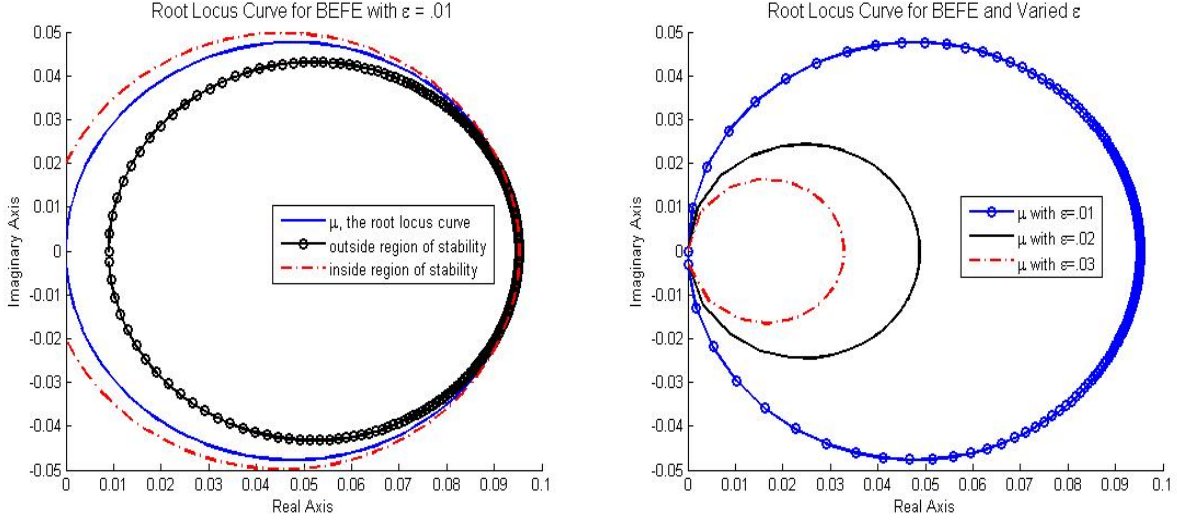 Root Locus Curve for BEFE with ε = .01
0.05
0.04
0.03
0.02
0.01
0
-0.01
-0.02
-0.03
-0.04
-0.05
Imaginary Axis
μ, the root locus curve
outside region of stability
inside region of stability
0 0.01 0.02 0.03 0.04 0.05 0.06 0.07 0.08 0.09 0.1
Real Axis
Root Locus Curve for BEFE and Varied ε
0.05
0.04
0.03
0.02
0.01
0
-0.01
-0.02
-0.03
-0.04
-0.05
Imaginary Axis
μ with ε=.01
μ with ε=.02
μ with ε=.03
0 0.01 0.02 0.03 0.04 0.05 0.06 0.07 0.08 0.09 0.1
Real Axis